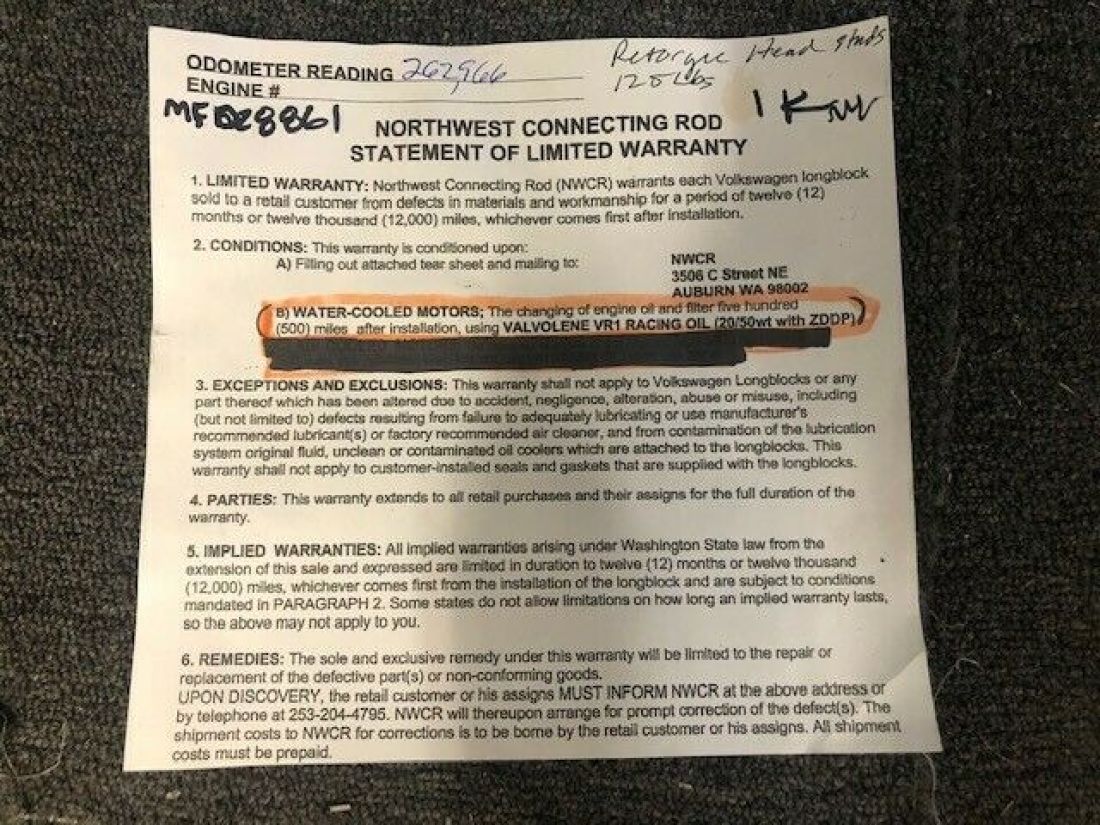 ODOMETER READING 262966
Retorque Head studs
125 Lbs
ENGINE #
1 K
NORTHWEST CONNECTING ROD
STATEMENT OF LIMITED WARRANTY
1. LIMITED WARRANTY: Northwest Connecting Rod (NWCR) warrants each Volkswagen longblock
sold to a retail customer from defects in materials and workmanship for a period of twelve (12)
months or twelve thousand (12,000) miles, whichever comes first after installation.
2. CONDITIONS: This warranty is conditioned upon:
A) Filling out attached tear sheet and mailing to:
NWCR
3506 C Street NE
AUBURN WA 98002
B) WATER-COOLED MOTORS; The changing of engine oil and filter five hundred
(500) miles after installation, using VALVOLENE VR1 RACING OIL (20/50wt with ZDDP)
3. EXCEPTIONS AND EXCLUSIONS: This warranty shall not apply to Volkswagen Longblocks or any
part thereof which has been altered due to accident, negligence, alteration, abuse or misuse, including
(but not limited to) defects resulting from failure to adequately lubricating or use manufacturer's
recommended lubricant(s) or factory recommended air cleaner, and from contamination of the lubrication
system original fluid, unclean or contaminated oil coolers which are attached to the longblocks. This
warranty shall not apply to customer-installed seals and gaskets that are supplied with the longblocks.
4. PARTIES: This warranty extends to all retail purchases and their assigns for the full duration of the
warranty.
5. IMPLIED WARRANTIES: All implied warranties arising under Washington State law from the
extension of this sale and expressed are limited in duration to twelve (12) months or twelve thousand
(12,000) miles, whichever comes first from the installation of the longblock and are subject to conditions
mandated in PARAGRAPH 2. Some states do not allow limitations on how long an implied warranty lasts,
so the above may not apply to you.
6. REMEDIES: The sole and exclusive remedy under this warranty will be limited to the repair or
replacement of the defective part(s) or non-conforming goods.
UPON DISCOVERY, the retail customer or his assigns MUST INFORM NWCR at the above address or
by telephone at 253-204-4795. NWCR will thereupon arrange for prompt correction of the defect(s). The
shipment costs to NWCR for corrections is to be borne by the retail customer or his assigns. All shipment
costs must be prepaid.